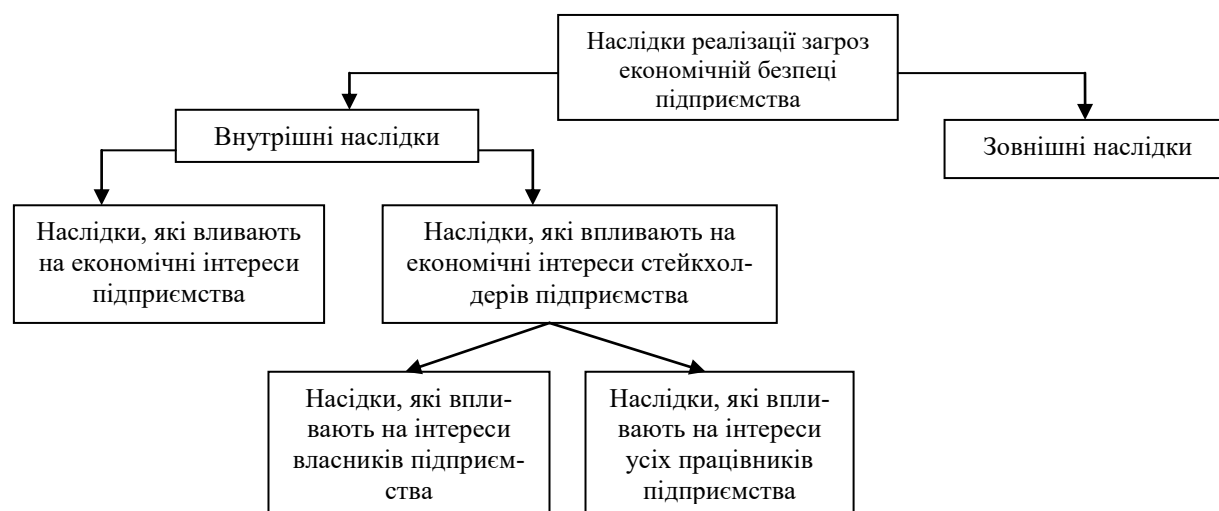 Наслідки реалізації загроз
економічній безпеці
підприємства
Внутрішні наслідки
Зовнішні наслідки
Наслідки, які вливають
на економічні інтереси
підприємства
Наслідки, які впливають на
економічні інтереси стейкхол-
дерів підприємства
Насідки, які впли-
вають на інтереси
власників підприєм-
ства
Наслідки, які впли-
вають на інтереси
усіх працівників
підприємства